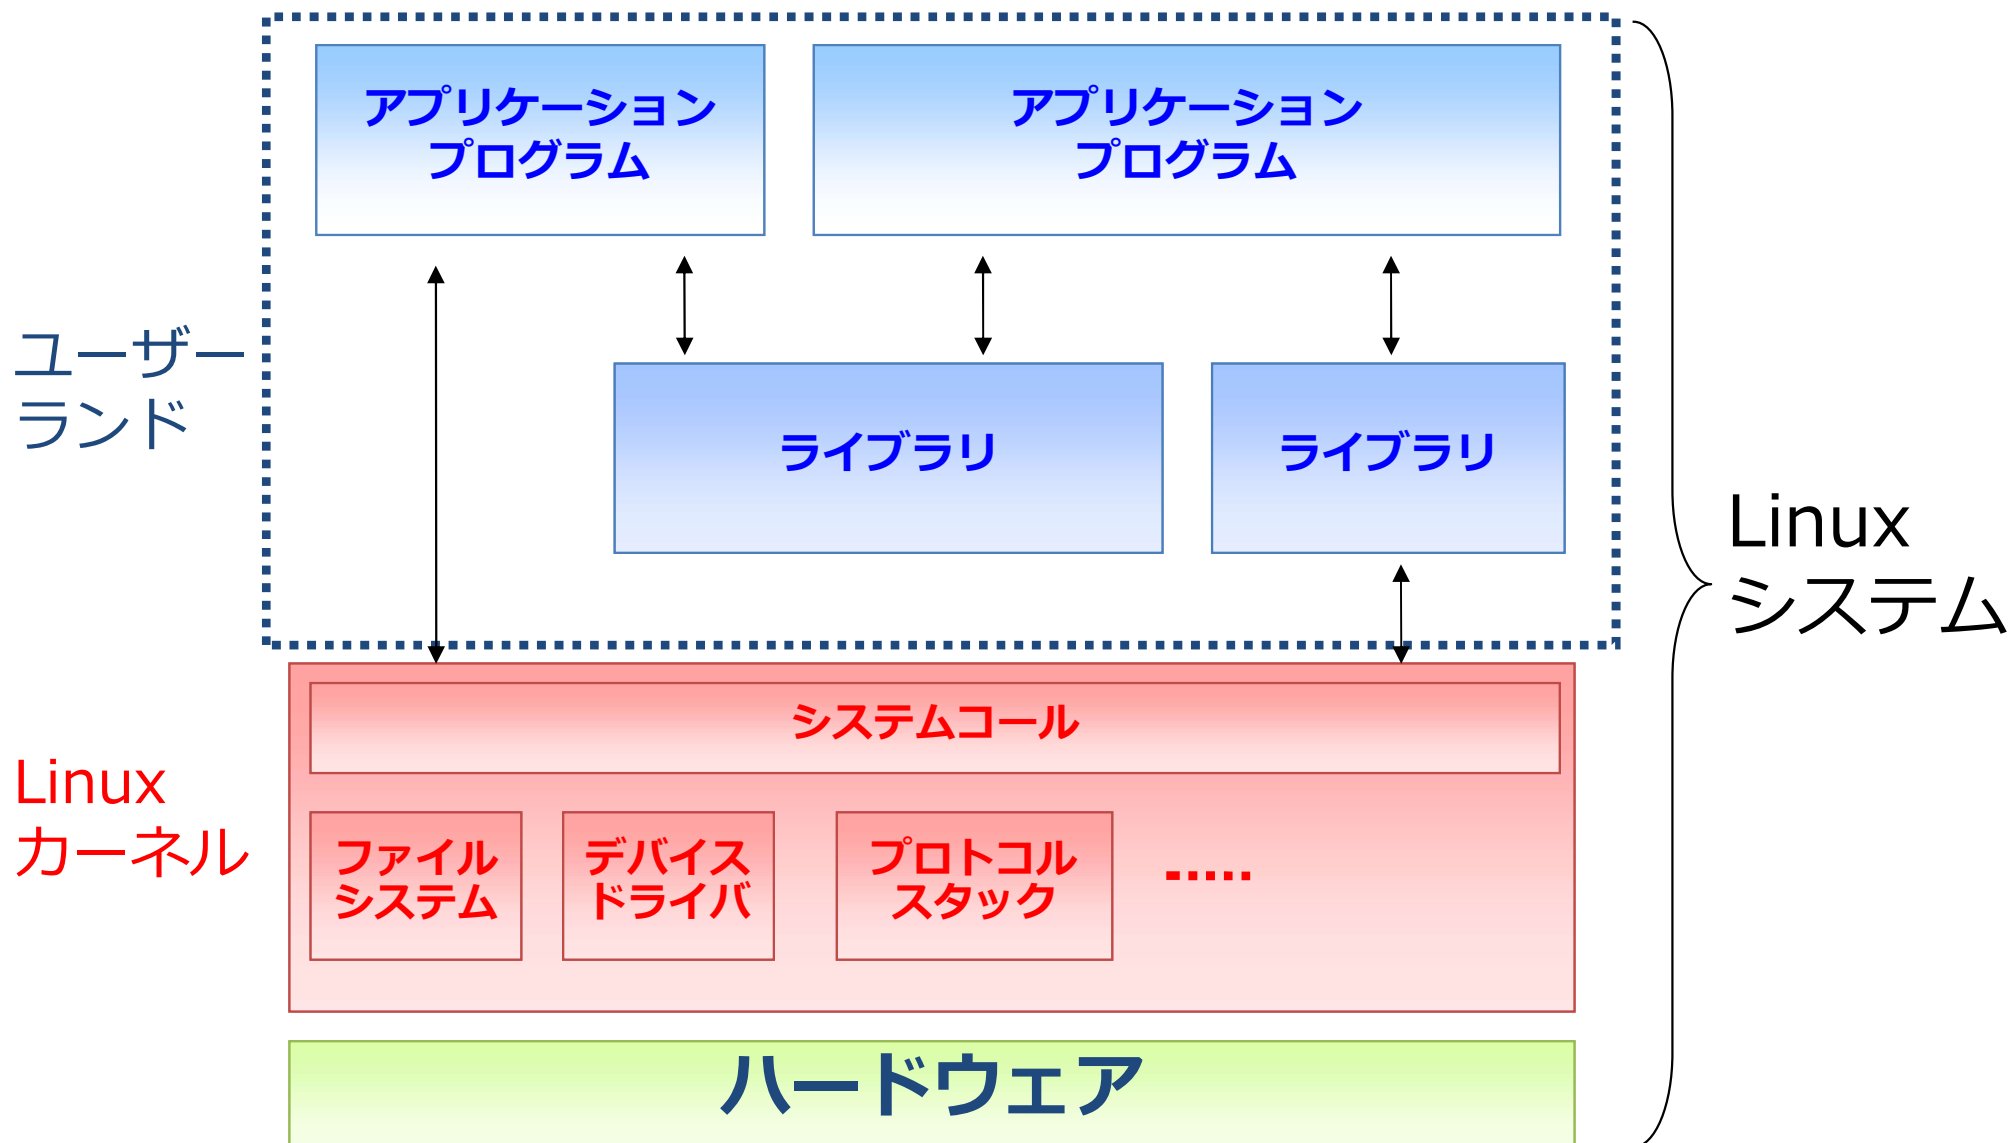 アプリケーション
プログラム
アプリケーション
プログラム
ユーザー
ランド
ライブラリ
ライブラリ
Linux
システム
システムコール
Linux
カーネル
ファイル
システム
デバイス
ドライバ
プロトコル
スタック
.....
ハードウェア